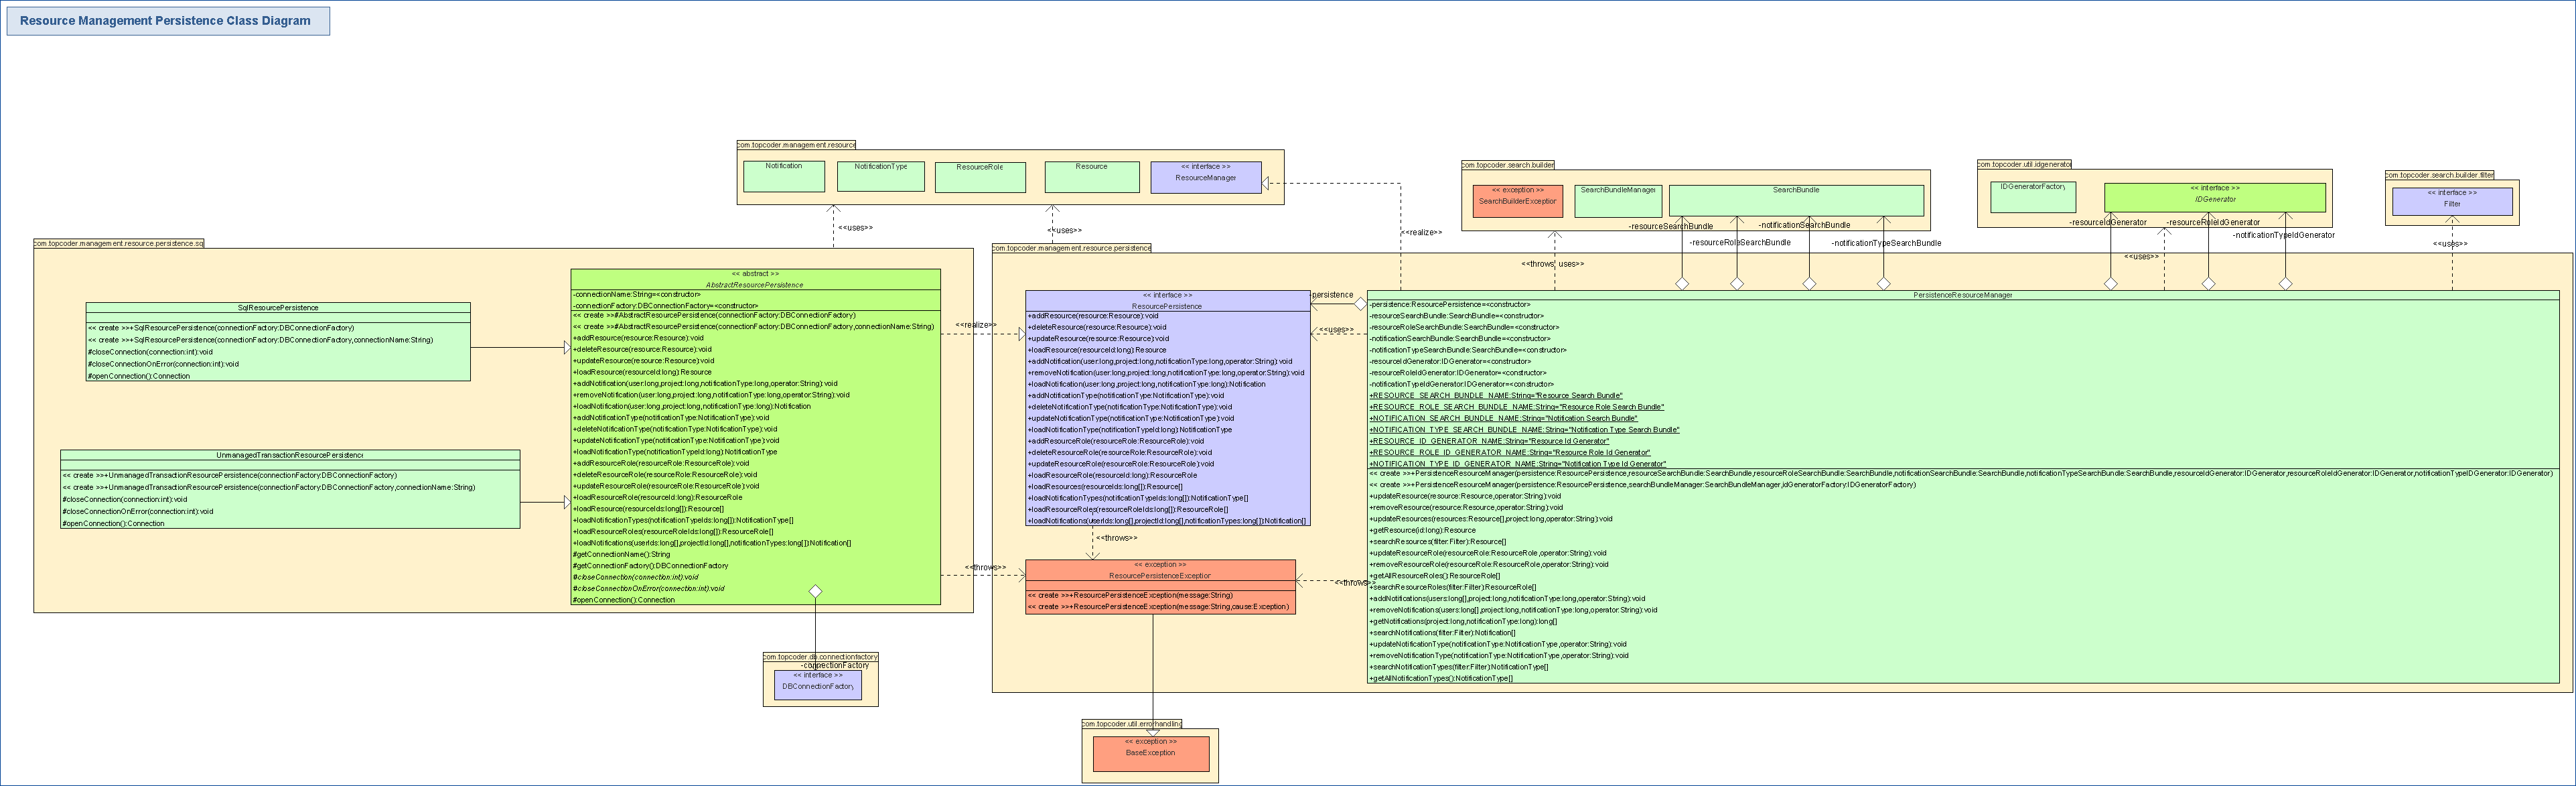 Resource Management Persistence Class Diagram
com.topcoder.management.resource
Notification
NotificationType
ResourceRole
Resource
<< interface >>
ResourceManager
com.topcoder.search.builder
<< exception >>
SearchBuilderException
SearchBundleManager
SearchBundle
com.topcoder.util.idgenerator
IDGeneratorFactory
<< interface >>
IDGenerator
com.topcoder.search.builder.filter
<< interface >>
Filter
<<uses>>
<<uses>>
<<realize>>
<<throws, uses>>
-resourceSearchBundle
-resourceRoleSearchBundle
-notificationSearchBundle
-notificationTypeSearchBundle
-resourceIdGenerator
-resourceRoleIdGenerator
-notificationTypeIdGenerator
<<uses>>
<<uses>>
com.topcoder.management.resource.persistence.sql
SqlResourcePersistence
<< create >>+SqlResourcePersistence(connectionFactory:DBConnectionFactory)
<< create >>+SqlResourcePersistence(connectionFactory:DBConnectionFactory,connectionName:String)
#closeConnection(connection:int):void
#closeConnectionOnError(connection:int):void
#openConnection():Connection
UnmanagedTransactionResourcePersistence
<< create >>+UnmanagedTransactionResourcePersistence(connectionFactory:DBConnectionFactory)
<< create >>+UnmanagedTransactionResourcePersistence(connectionFactory:DBConnectionFactory,connectionName:String)
#closeConnection(connection:int):void
#closeConnectionOnError(connection:int):void
#openConnection():Connection
<< abstract >>
AbstractResourcePersistence
-connectionName:String=<constructor>
-connectionFactory:DBConnectionFactory=<constructor>
<< create >>#AbstractResourcePersistence(connectionFactory:DBConnectionFactory)
<< create >>#AbstractResourcePersistence(connectionFactory:DBConnectionFactory,connectionName:String)
+addResource(resource:Resource):void
+deleteResource(resource:Resource):void
+updateResource(resource:Resource):void
+loadResource(resourceId:long):Resource
+addNotification(user:long,project:long,notificationType:long,operator:String):void
+removeNotification(user:long,project:long,notificationType:long,operator:String):void
+loadNotification(user:long,project:long,notificationType:long):Notification
+addNotificationType(notificationType:NotificationType):void
+deleteNotificationType(notificationType:NotificationType):void
+updateNotificationType(notificationType:NotificationType):void
+loadNotificationType(notificationTypeId:long):NotificationType
+addResourceRole(resourceRole:ResourceRole):void
+deleteResourceRole(resourceRole:ResourceRole):void
+updateResourceRole(resourceRole:ResourceRole):void
+loadResourceRole(resourceId:long):ResourceRole
+loadResource(resourceIds:long[]):Resource[]
+loadNotificationTypes(notificationTypeIds:long[]):NotificationType[]
+loadResourceRoles(resourceRoleIds:long[]):ResourceRole[]
+loadNotifications(userIds:long[],projectId:long[],notificationTypes:long[]):Notification[]
#getConnectionName():String
#getConnectionFactory():DBConnectionFactory
#closeConnection(connection:int):void
#closeConnectionOnError(connection:int):void
#openConnection():Connection
<<realize>>
<<throws>>
-connectionFactory
com.topcoder.db.connectionfactory
<< interface >>
DBConnectionFactory
com.topcoder.management.resource.persistence
<< interface >>
ResourcePersistence
+addResource(resource:Resource):void
+deleteResource(resource:Resource):void
+updateResource(resource:Resource):void
+loadResource(resourceId:long):Resource
+addNotification(user:long,project:long,notificationType:long,operator:String):void
+removeNotification(user:long,project:long,notificationType:long,operator:String):void
+loadNotification(user:long,project:long,notificationType:long):Notification
+addNotificationType(notificationType:NotificationType):void
+deleteNotificationType(notificationType:NotificationType):void
+updateNotificationType(notificationType:NotificationType):void
+loadNotificationType(notificationTypeId:long):NotificationType
+addResourceRole(resourceRole:ResourceRole):void
+deleteResourceRole(resourceRole:ResourceRole):void
+updateResourceRole(resourceRole:ResourceRole):void
+loadResourceRole(resourceId:long):ResourceRole
+loadResources(resourceIds:long[]):Resource[]
+loadNotificationTypes(notificationTypeIds:long[]):NotificationType[]
+loadResourceRoles(resourceRoleIds:long[]):ResourceRole[]
+loadNotifications(userIds:long[],projectId:long[],notificationTypes:long[]):Notification[]
-persistence
<<uses>>
<<throws>>
<<throws>>
<< exception >>
ResourcePersistenceException
<< create >>+ResourcePersistenceException(message:String)
<< create >>+ResourcePersistenceException(message:String,cause:Exception)
com.topcoder.util.errorhandling
<< exception >>
BaseException
PersistenceResourceManager
-persistence:ResourcePersistence=<constructor>
-resourceSearchBundle:SearchBundle=<constructor>
-resourceRoleSearchBundle:SearchBundle=<constructor>
-notificationSearchBundle:SearchBundle=<constructor>
-notificationTypeSearchBundle:SearchBundle=<constructor>
-resourceIdGenerator:IDGenerator=<constructor>
-resourceRoleIdGenerator:IDGenerator=<constructor>
-notificationTypeIdGenerator:IDGenerator=<constructor>
+RESOURCE_SEARCH_BUNDLE_NAME:String="Resource Search Bundle"
+RESOURCE_ROLE_SEARCH_BUNDLE_NAME:String="Resource Role Search Bundle"
+NOTIFICATION_SEARCH_BUNDLE_NAME:String="Notification Search Bundle"
+NOTIFICATION_TYPE_SEARCH_BUNDLE_NAME:String="Notification Type Search Bundle"
+RESOURCE_ID_GENERATOR_NAME:String="Resource Id Generator"
+RESOURCE_ROLE_ID_GENERATOR_NAME:String="Resource Role Id Generator"
+NOTIFICATION_TYPE_ID_GENERATOR_NAME:String="Notification Type Id Generator"
<< create >>+PersistenceResourceManager(persistence:ResourcePersistence,resourceSearchBundle:SearchBundle,resourceRoleSearchBundle:SearchBundle,notificationSearchBundle:SearchBundle,notificationTypeSearchBundle:SearchBundle,resourceIdGenerator:IDGenerator,resourceRoleIdGenerator:IDGenerator,notificationTypeIDGenerator:IDGenerator)
<< create >>+PersistenceResourceManager(persistence:ResourcePersistence,searchBundleManager:SearchBundleManager,idGeneratorFactory:IDGeneratorFactory)
+updateResource(resource:Resource,operator:String):void
+removeResource(resource:Resource,operator:String):void
+updateResources(resources:Resource[],project:long,operator:String):void
+getResource(id:long):Resource
+searchResources(filter:Filter):Resource[]
+updateResourceRole(resourceRole:ResourceRole,operator:String):void
+removeResourceRole(resourceRole:ResourceRole,operator:String):void
+getAllResourceRoles():ResourceRole[]
+searchResourceRoles(filter:Filter):ResourceRole[]
+addNotifications(users:long[],project:long,notificationType:long,operator:String):void
+removeNotifications(users:long[],project:long,notificationType:long,operator:String):void
+getNotifications(project:long,notificationType:long):long[]
+searchNotifications(filter:Filter):Notification[]
+updateNotificationType(notificationType:NotificationType,operator:String):void
+removeNotificationType(notificationType:NotificationType,operator:String):void
+searchNotificationTypes(filter:Filter):NotificationType[]
+getAllNotificationTypes():NotificationType[]